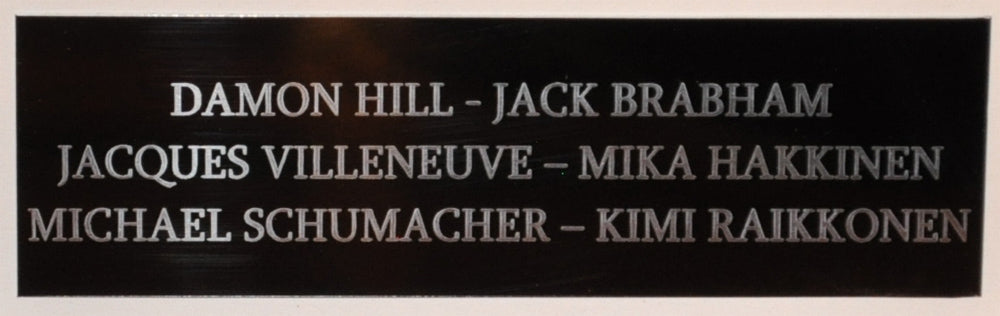 DAMON HILL - JACK BRABHAM
JACQUES VILLENEUVE – MIKA HAKKINEN
MICHAEL SCHUMACHER – KIMI RAIKKONEN